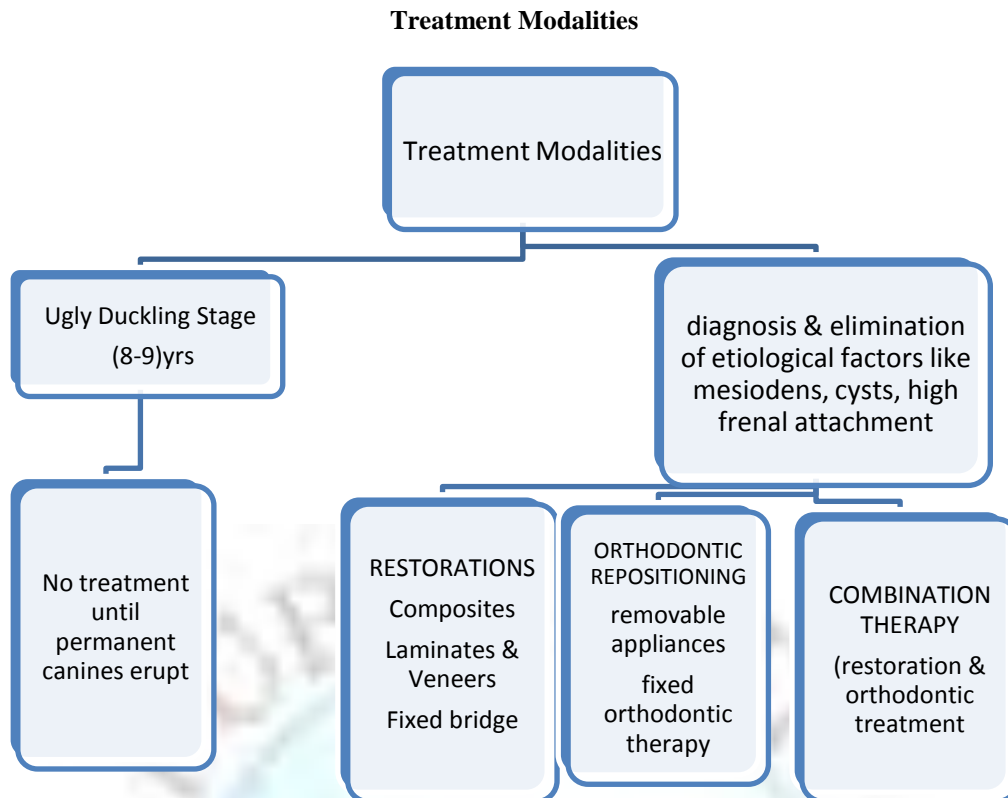 Treatment Modalities
Treatment Modalities
Ugly Duckling Stage
(8-9)yrs
diagnosis & elimination
of etiological factors like
mesiodens, cysts, high
frenal attachment
No treatment
until
permanent
canines erupt
RESTORATIONS
Composites
Laminates &
Veneers
Fixed bridge
ORTHODONTIC
REPOSITIONING
removable
appliances
fixed
orthodontic
therapy
COMBINATION
THERAPY
(restoration &
orthodontic
treatment